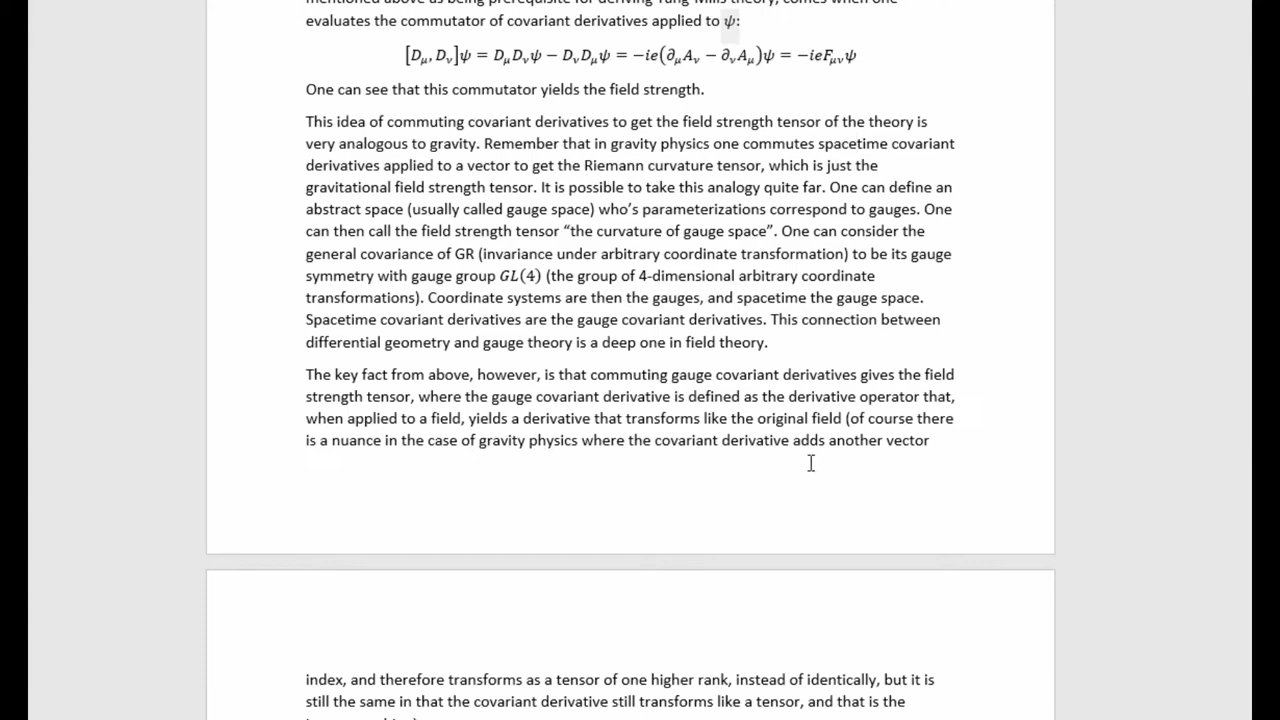 mentioned above as being prerequisite for deriving Yang-Mills theory, comes when one
evaluates the commutator of covariant derivatives applied to ψ:
[D_μ, D_ν]ψ = D_μD_νψ − D_νD_μψ = −ie(∂_μA_ν − ∂_νA_μ)ψ = −ieF_μνψ
One can see that this commutator yields the field strength.
This idea of commuting covariant derivatives to get the field strength tensor of the theory is
very analogous to gravity. Remember that in gravity physics one commutes spacetime covariant
derivatives applied to a vector to get the Riemann curvature tensor, which is just the
gravitational field strength tensor. It is possible to take this analogy quite far. One can define an
abstract space (usually called gauge space) who’s parameterizations correspond to gauges. One
can then call the field strength tensor “the curvature of gauge space”. One can consider the
general covariance of GR (invariance under arbitrary coordinate transformation) to be its gauge
symmetry with gauge group GL(4) (the group of 4-dimensional arbitrary coordinate
transformations). Coordinate systems are then the gauges, and spacetime the gauge space.
Spacetime covariant derivatives are the gauge covariant derivatives. This connection between
differential geometry and gauge theory is a deep one in field theory.
The key fact from above, however, is that commuting gauge covariant derivatives gives the field
strength tensor, where the gauge covariant derivative is defined as the derivative operator that,
when applied to a field, yields a derivative that transforms like the original field (of course there
is a nuance in the case of gravity physics where the covariant derivative adds another vector
index, and therefore transforms as a tensor of one higher rank, instead of identically, but it is
still the same in that the covariant derivative still transforms like a tensor, and that is the